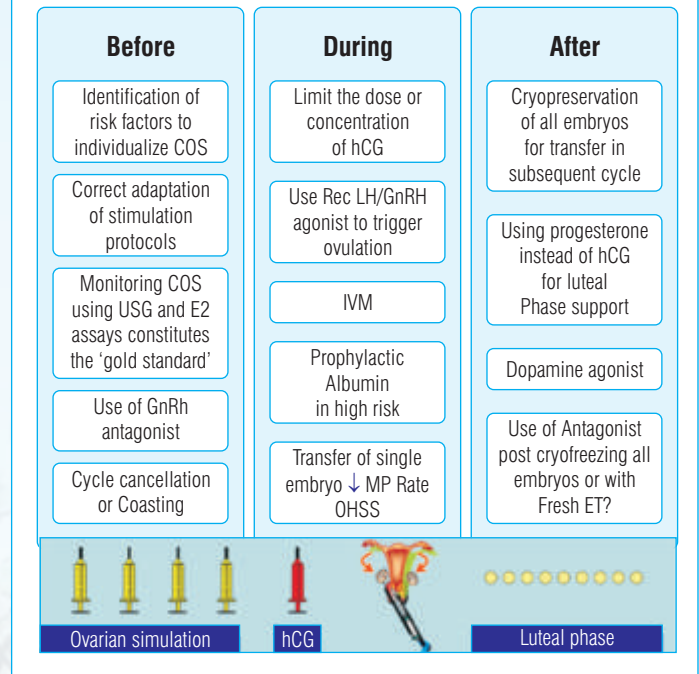 Before
Identification of
risk factors to
individualize COS
Correct adaptation
of stimulation
protocols
Monitoring COS
using USG and E2
assays constitutes
the ‘gold standard’
Use of GnRh
antagonist
Cycle cancellation
or Coasting
During
Limit the dose or
concentration
of hCG
Use Rec LH/GnRH
agonist to trigger
ovulation
IVM
Prophylactic
Albumin
in high risk
Transfer of single
embryo ↓ MP Rate
OHSS
After
Cryopreservation
of all embryos
for transfer in
subsequent cycle
Using progesterone
instead of hCG
for luteal
Phase support
Dopamine agonist
Use of Antagonist
post cryofreezing all
embryos or with
Fresh ET?
Ovarian simulation
hCG
Luteal phase